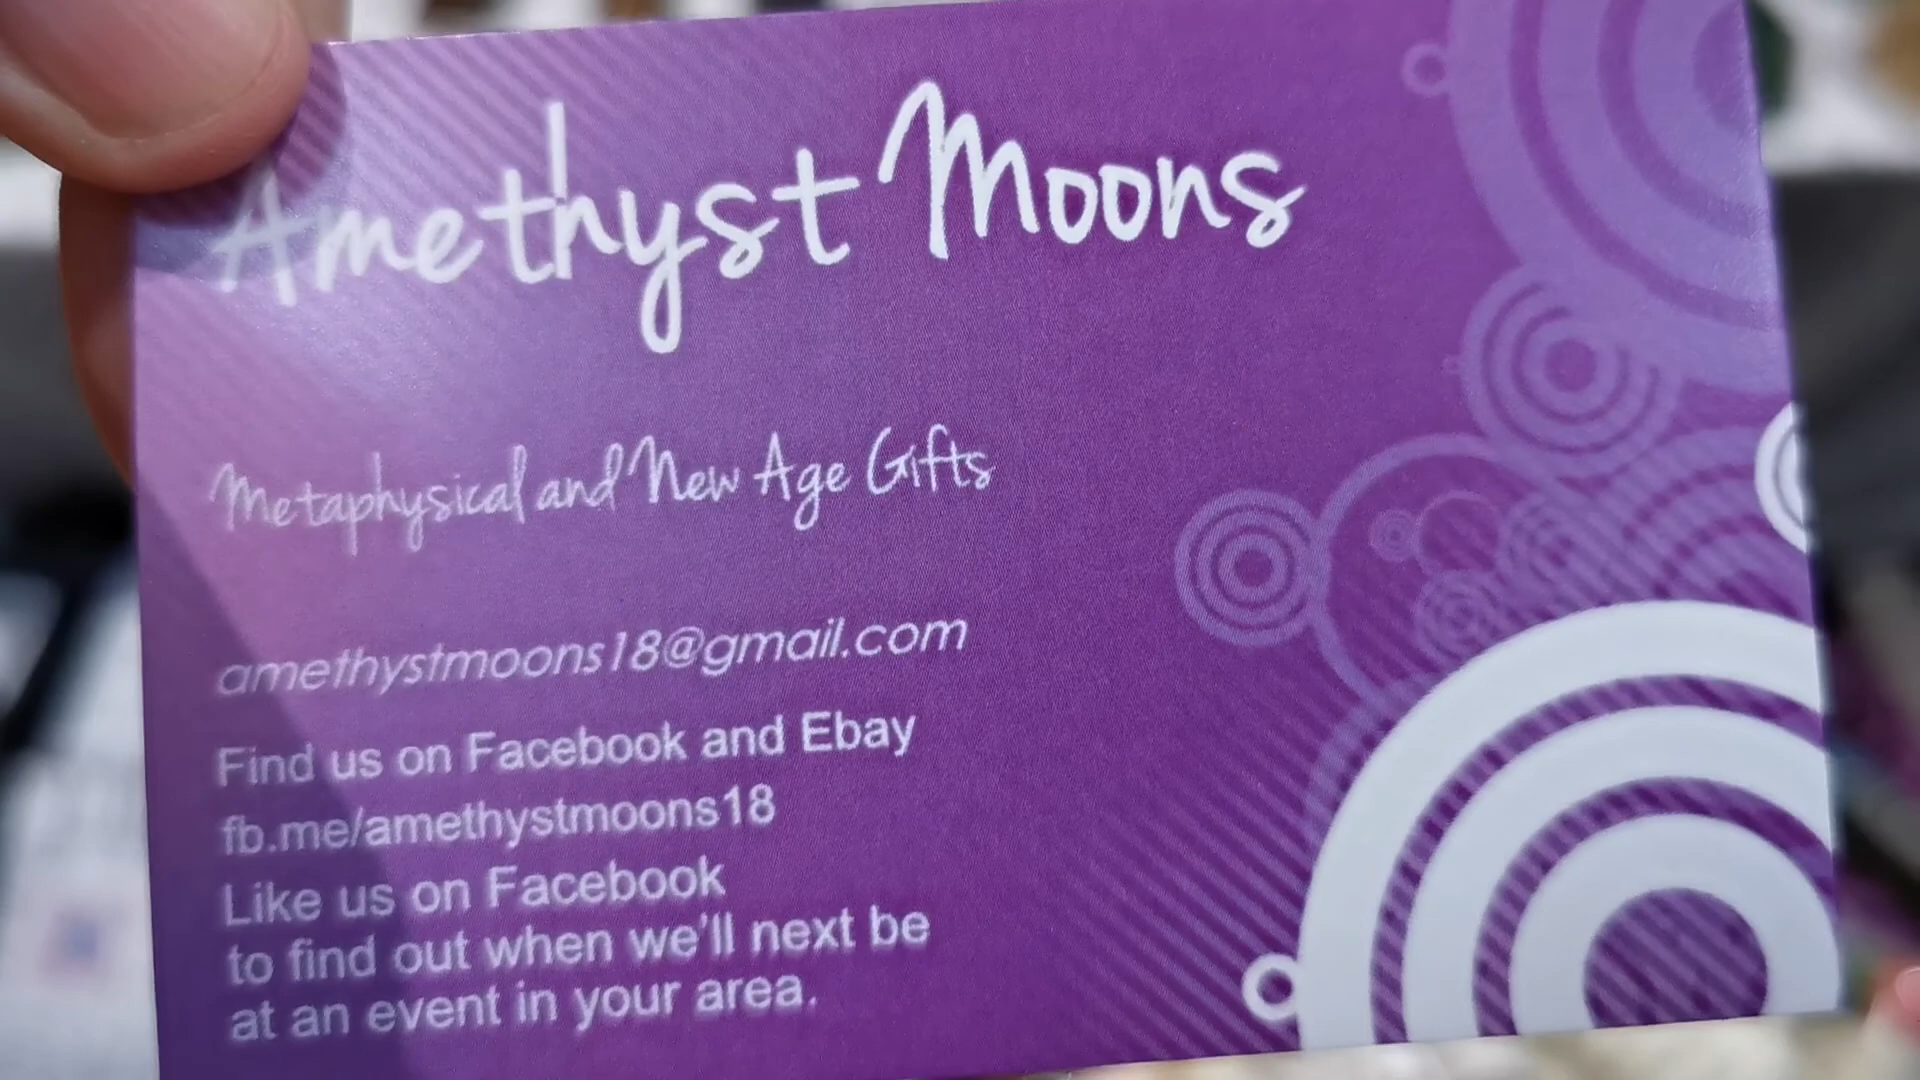 Amethyst Moons
Metaphysical and New Age Gifts
amethystmoons18@gmail.com
Find us on Facebook and Ebay
fb.me/amethystmoons18
Like us on Facebook
to find out when we'll next be
at an event in your area.